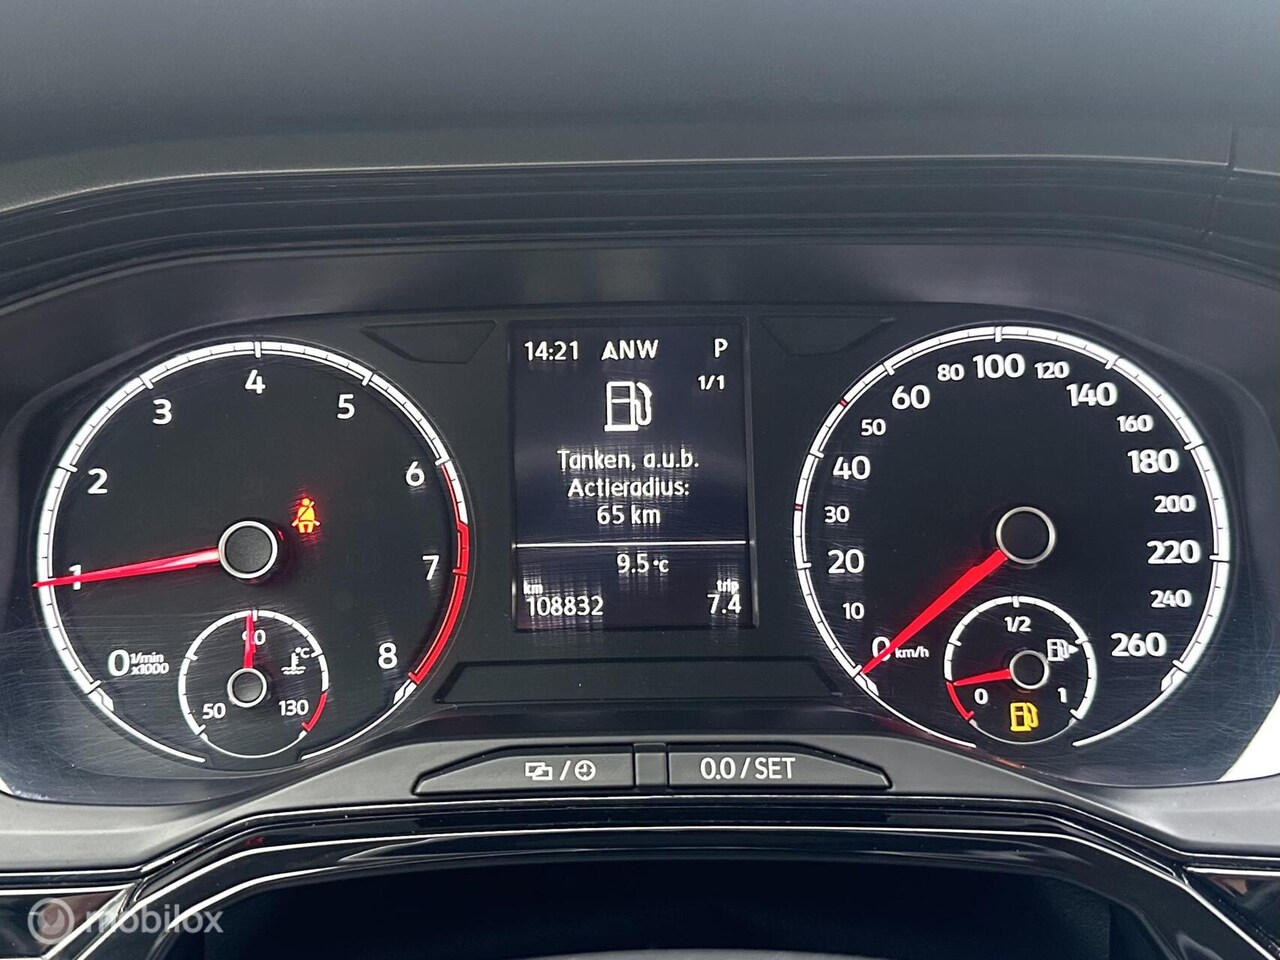 14:21 ANW P
1/1
Tanken, a.u.b.
Actieradius:
65 km
9.5 °C
km trip
108832 7.4
0 1 2 3 4 5 6 7 8
1/min
x1000
50 90 130
°C
0 10 20 30 40 50 60 80 100 120 140 160 180 200 220 240 260
km/h
0 1/2 1
0.0 / SET
mobilox